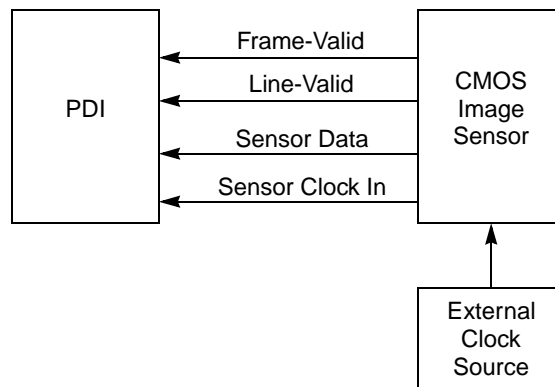 Frame-Valid
Line-Valid
Sensor Data
Sensor Clock In
PDI
CMOS
Image
Sensor
External
Clock
Source